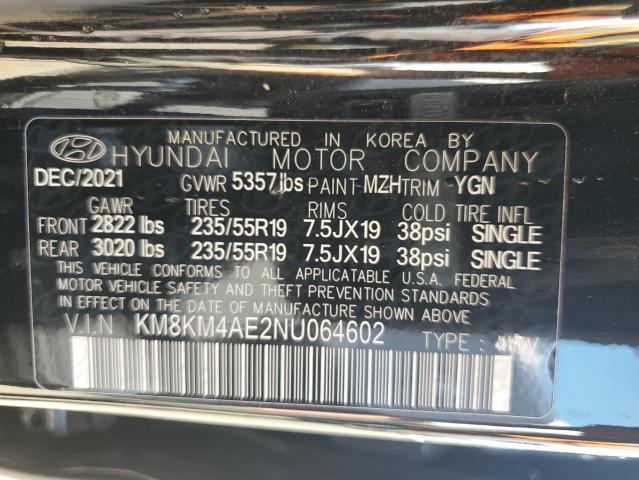 MANUFACTURED IN KOREA BY
HYUNDAI MOTOR COMPANY
DEC/2021 GVWR 5357lbs PAINT MZH TRIM YGN
GAWR TIRES RIMS COLD TIRE INFL
FRONT 2822 lbs 235/55R19 7.5JX19 38psi SINGLE
REAR 3020 lbs 235/55R19 7.5JX19 38psi SINGLE
THIS VEHICLE CONFORMS TO ALL APPLICATABLE U.S.A. FEDERAL
MOTOR VEHICLE SAFETY AND THEFT PREVENTION STANDARDS
IN EFFECT ON THE DATE OF MANUFACTURE SHOWN ABOVE.
V.I.N KM8KM4AE2NU064602 TYPE : MPV